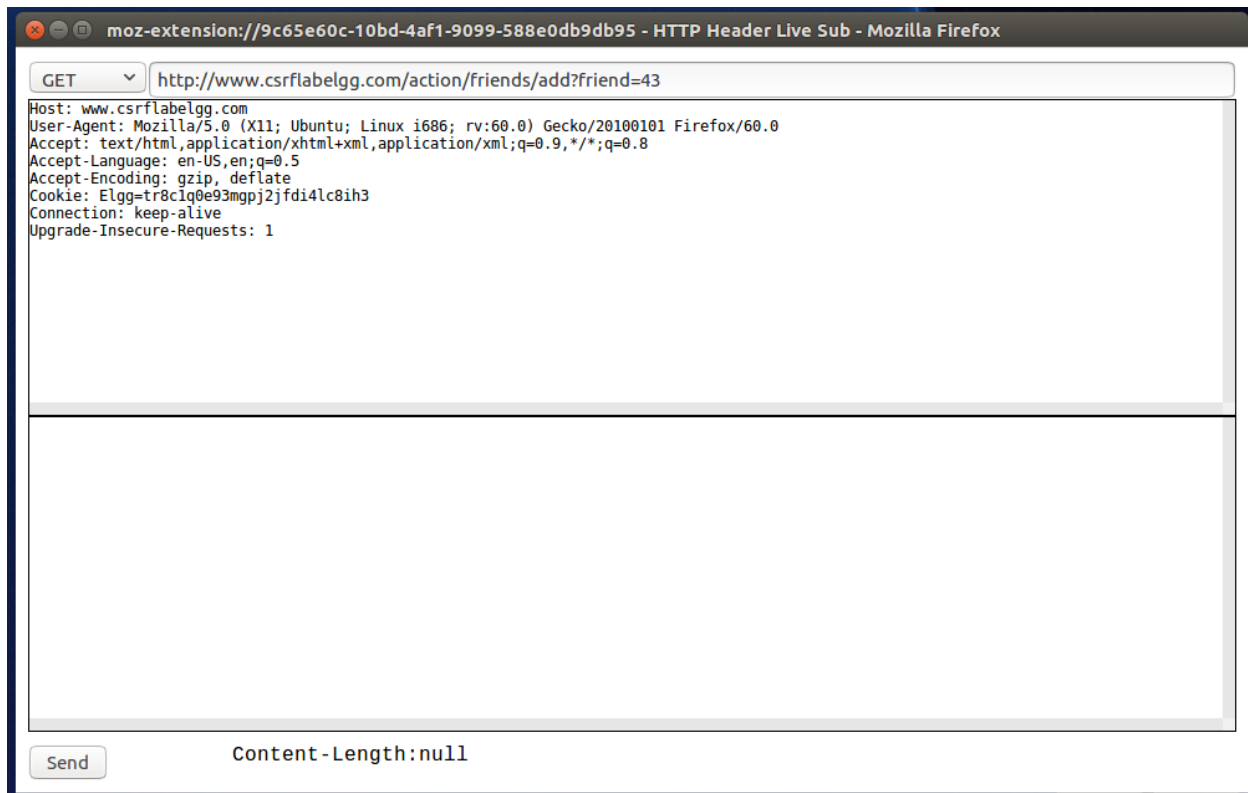 moz-extension://9c65e60c-10bd-4af1-9099-588e0db9db95 - HTTP Header Live Sub - Mozilla Firefox
GET http://www.csrflabelgg.com/action/friends/add?friend=43
Host: www.csrflabelgg.com
User-Agent: Mozilla/5.0 (X11; Ubuntu; Linux i686; rv:60.0) Gecko/20100101 Firefox/60.0
Accept: text/html,application/xhtml+xml,application/xml;q=0.9,*/*;q=0.8
Accept-Language: en-US,en;q=0.5
Accept-Encoding: gzip, deflate
Cookie: Elgg=tr8c1q0e93mgpj2jfdi4lc8ih3
Connection: keep-alive
Upgrade-Insecure-Requests: 1
Send Content-Length:null